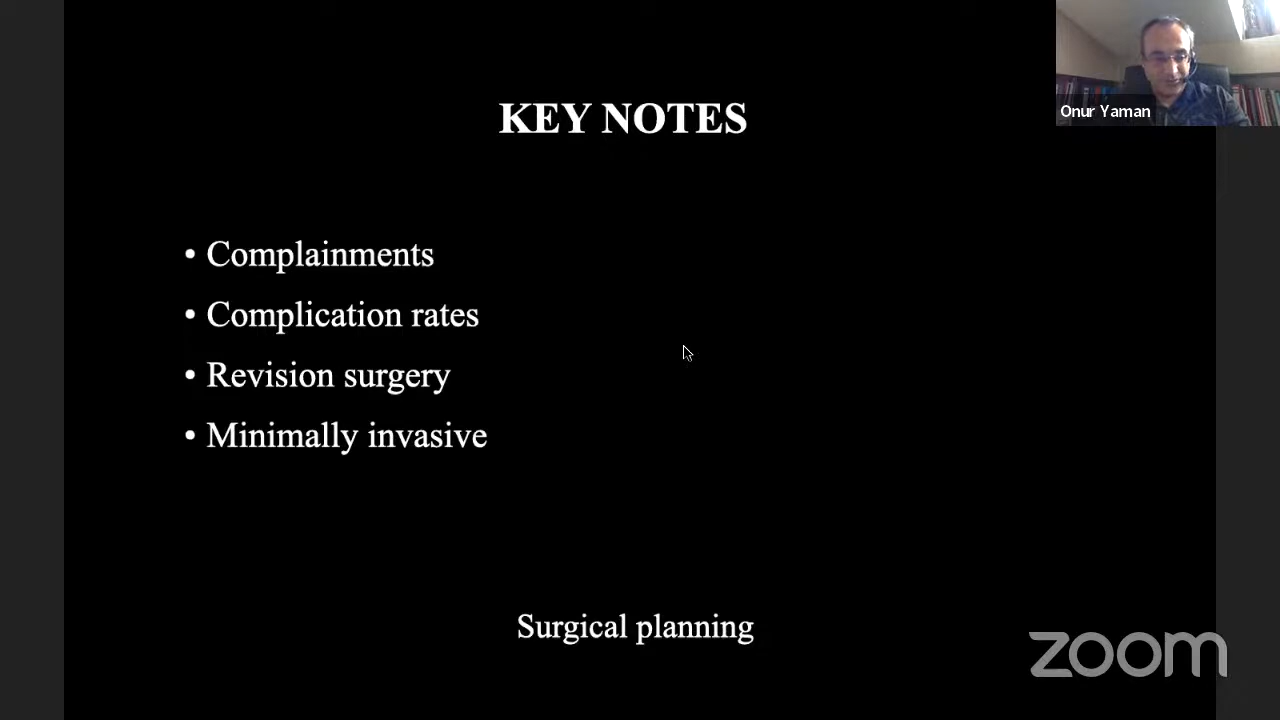 KEY NOTES
Onur Yaman
• Complainments
• Complication rates
• Revision surgery
• Minimally invasive
Surgical planning
zoom